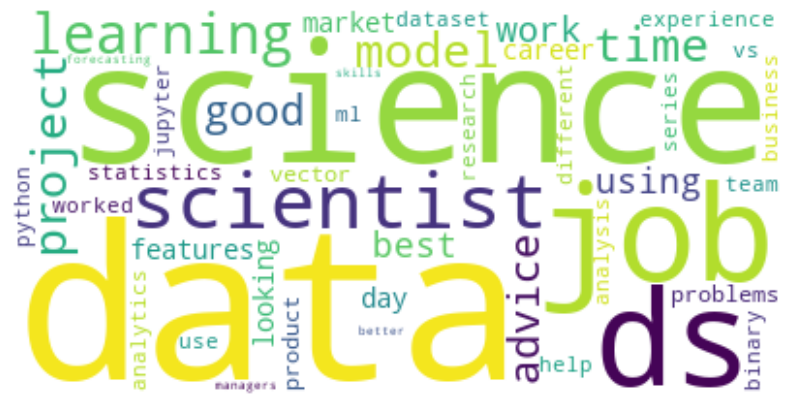 learning
market
dataset
work
experience
forecasting
model
career
time
vs
science
skills
project
jupyter
good
ml
research
different
series
business
statistics
vector
using
team
python
worked
scientist
job
data
features
looking
best
advice
analysis
problems
analytics
use
product
day
better
help
ds
binary
managers